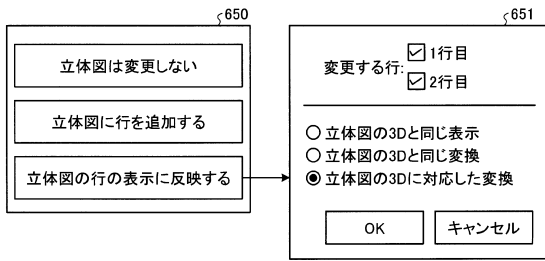 650
立体図は変更しない
立体図に行を追加する
立体図の行の表示に反映する
651
変更する行:
1行目
2行目
立体図の3Dと同じ表示
立体図の3Dと同じ変換
立体図の3Dに対応した変換
OK
キャンセル